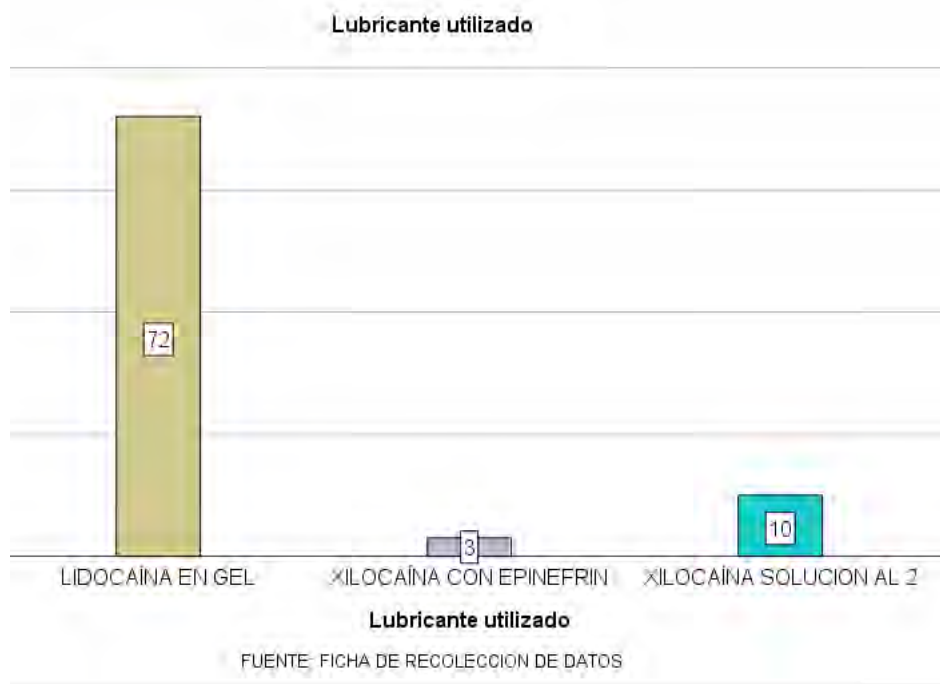 Lubricante utilizado
72
3
10
LIDOCAÍNA EN GEL
XILOCAÍNA CON EPINEFRIN
XILOCAÍNA SOLUCION AL 2
Lubricante utilizado
FUENTE: FICHA DE RECOLECCION DE DATOS